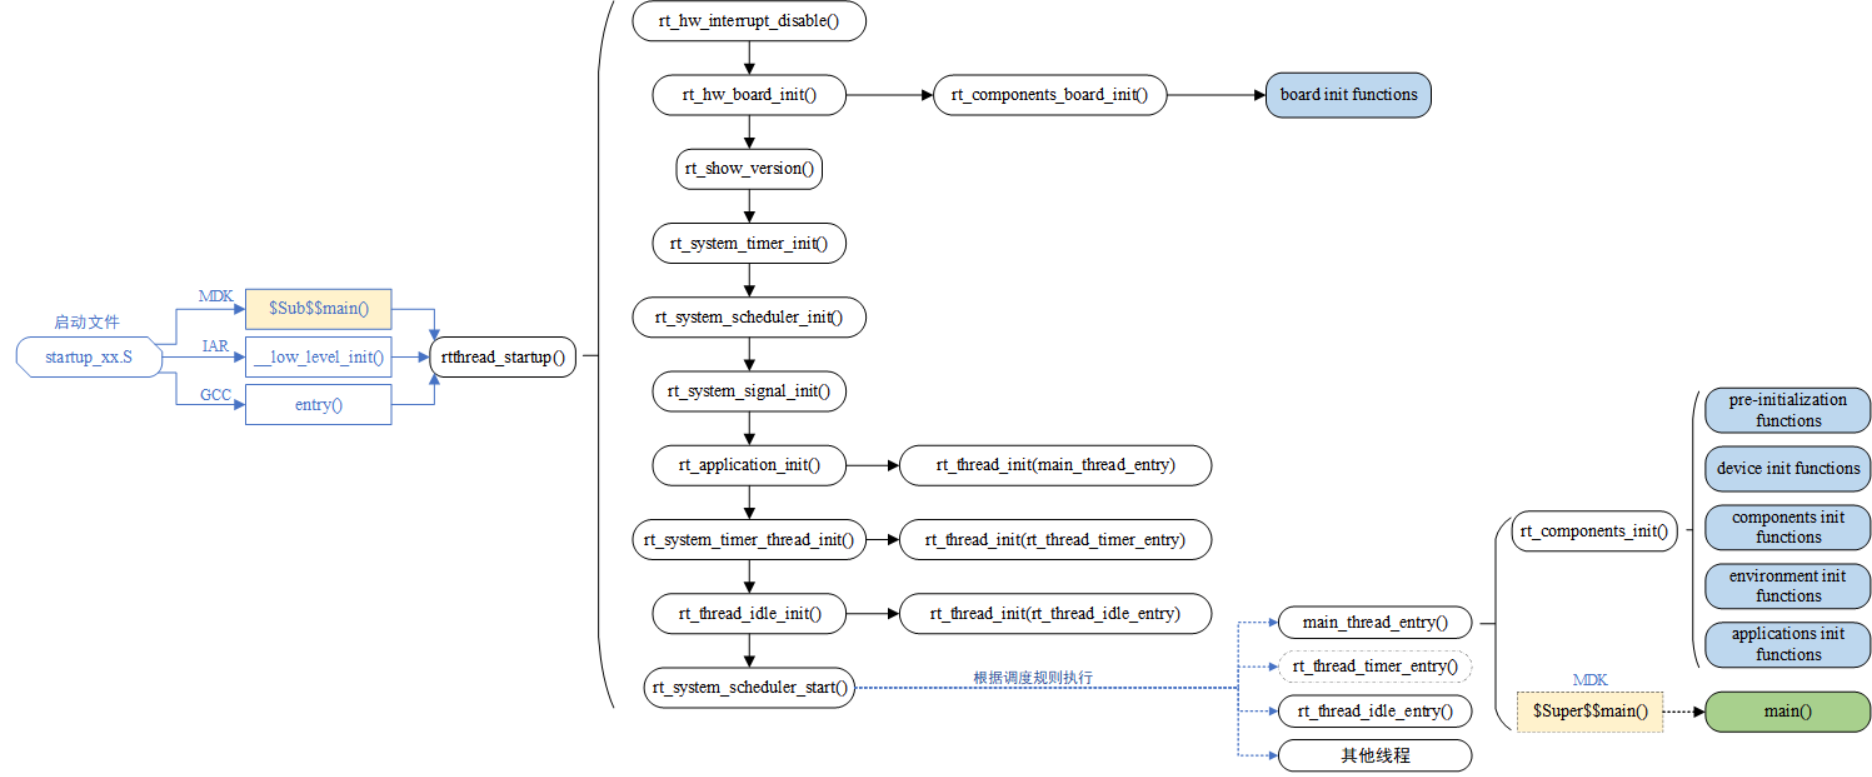 启动文件
startup_xx.S
MDK
$Sub$$main()
IAR
__low_level_init()
GCC
entry()
rtthread_startup()
rt_hw_interrupt_disable()
rt_hw_board_init()
rt_components_board_init()
board init functions
rt_show_version()
rt_system_timer_init()
rt_system_scheduler_init()
rt_system_signal_init()
rt_application_init()
rt_thread_init(main_thread_entry)
rt_system_timer_thread_init()
rt_thread_init(rt_thread_timer_entry)
rt_thread_idle_init()
rt_thread_init(rt_thread_idle_entry)
rt_system_scheduler_start()
根据调度规则执行
main_thread_entry()
rt_thread_timer_entry()
rt_thread_idle_entry()
其他线程
rt_components_init()
pre-initialization
functions
device init functions
components init
functions
environment init
functions
applications init
functions
MDK
$Super$$main()
main()